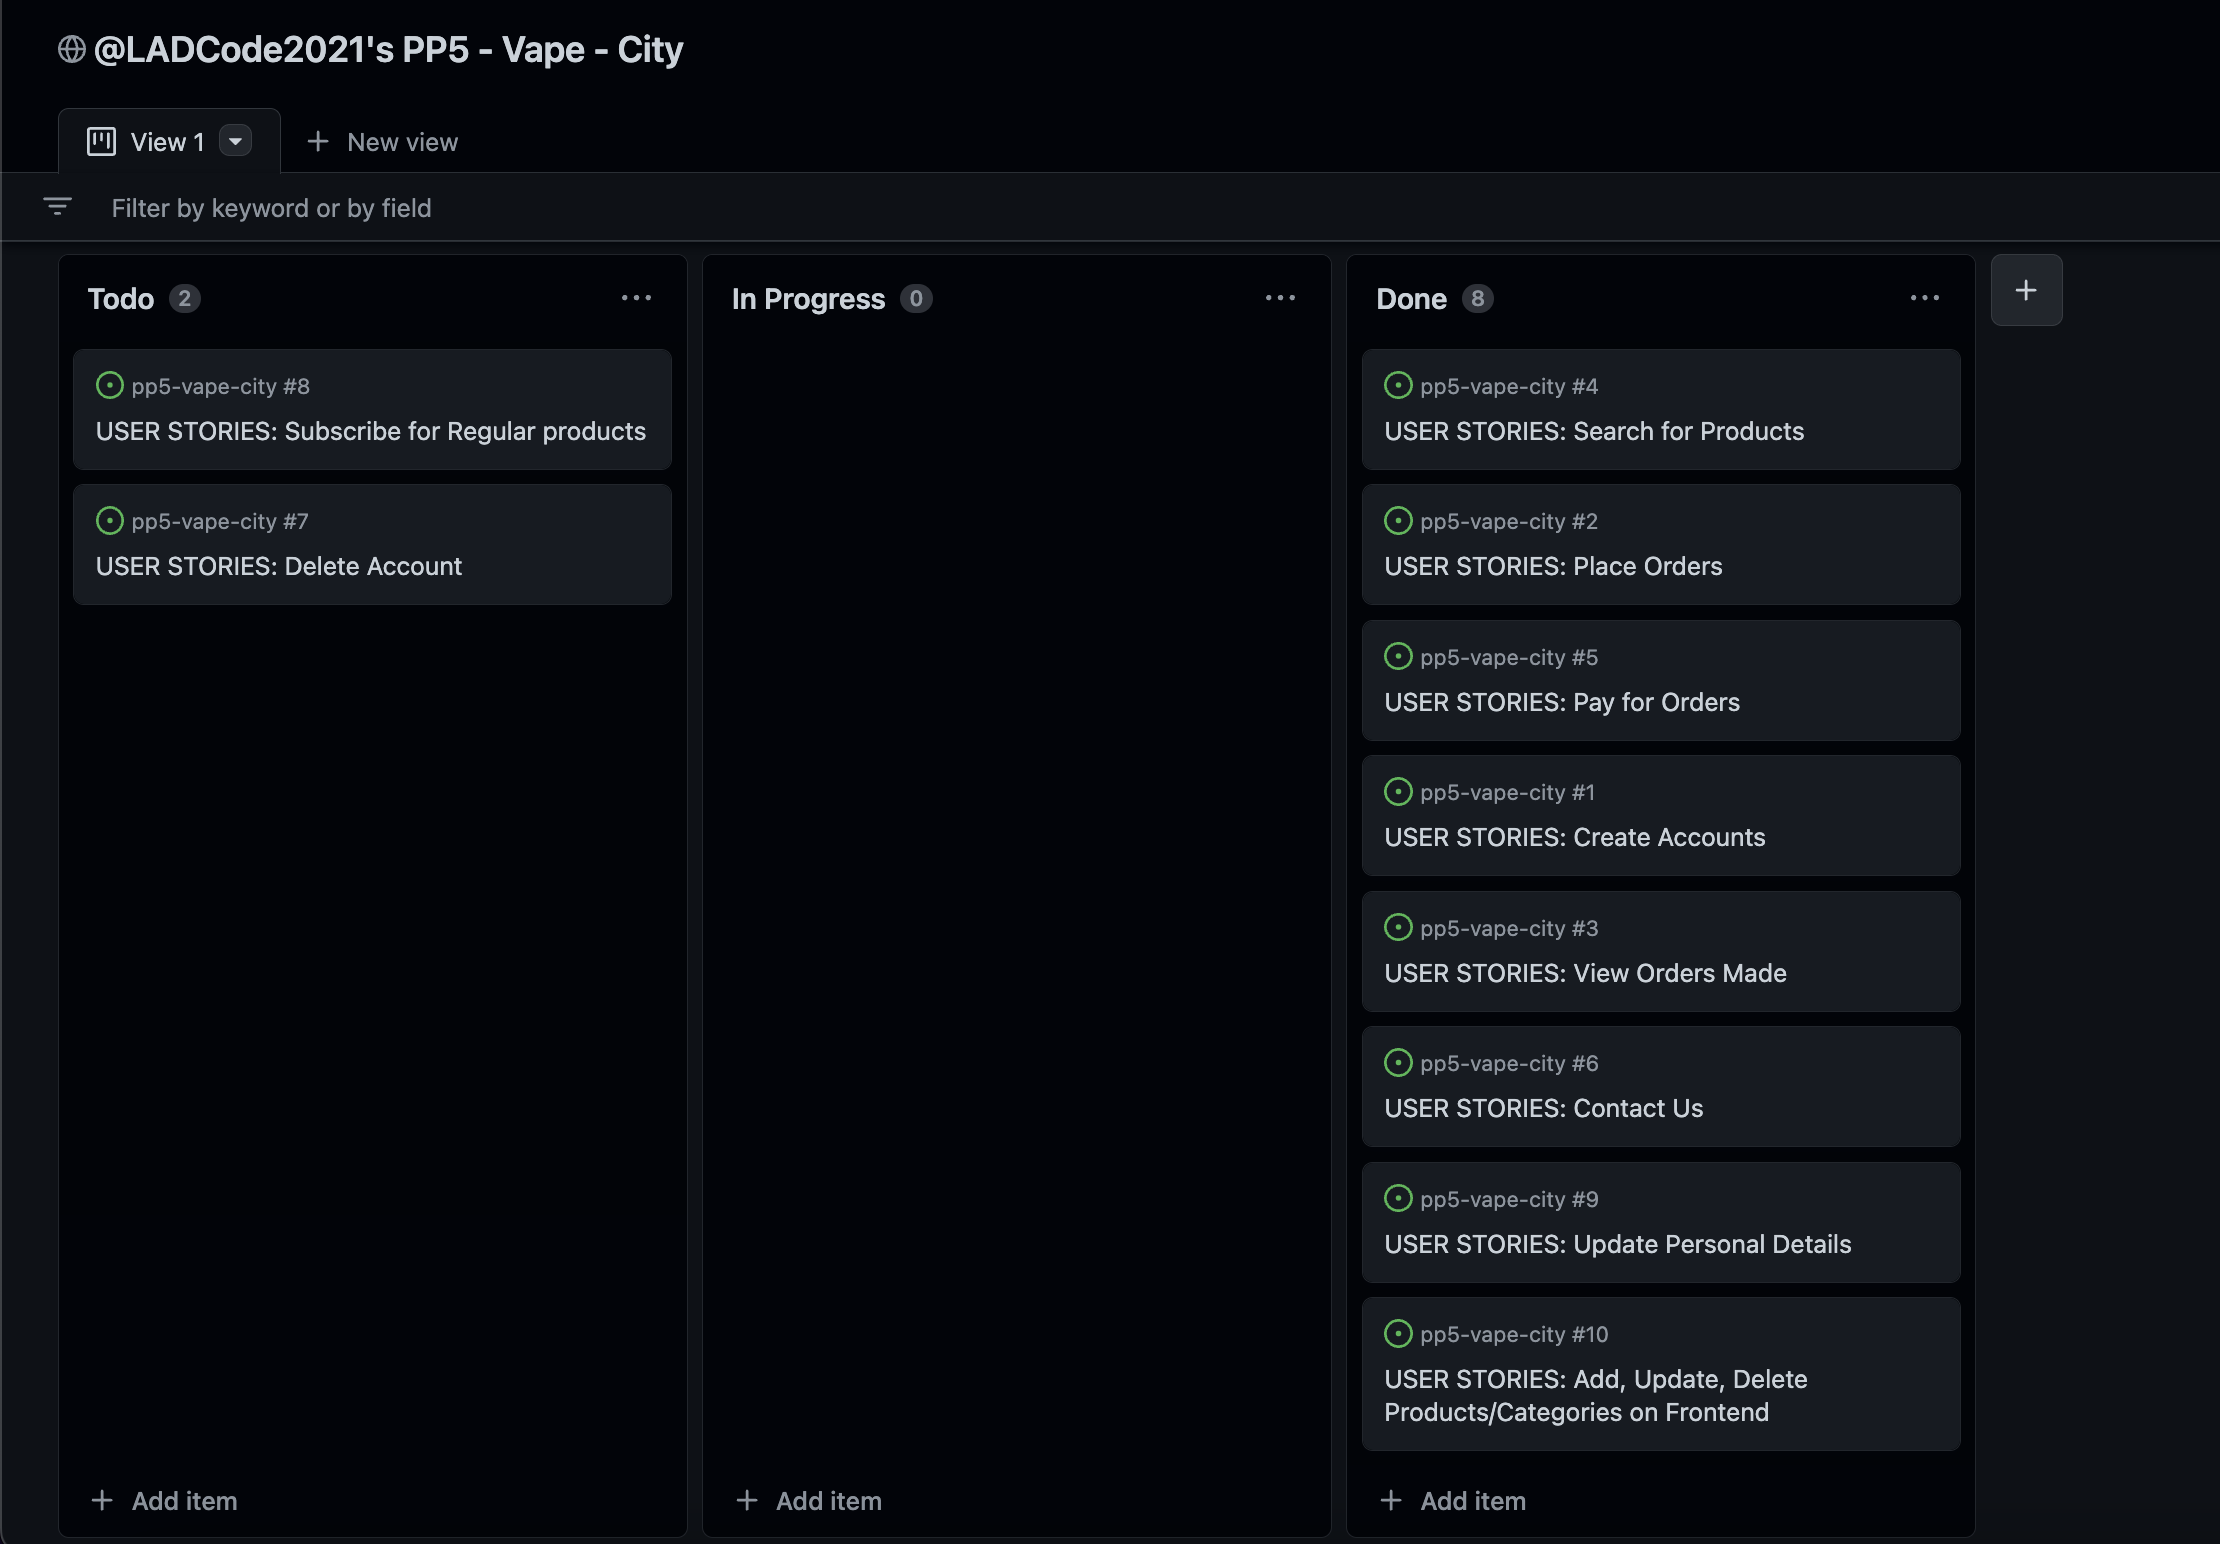 @LADCode2021's PP5 - Vape - City
View 1
New view
Filter by keyword or by field
Todo 2
pp5-vape-city #8
USER STORIES: Subscribe for Regular products
pp5-vape-city #7
USER STORIES: Delete Account
Add item
In Progress 0
Add item
Done 8
pp5-vape-city #4
USER STORIES: Search for Products
pp5-vape-city #2
USER STORIES: Place Orders
pp5-vape-city #5
USER STORIES: Pay for Orders
pp5-vape-city #1
USER STORIES: Create Accounts
pp5-vape-city #3
USER STORIES: View Orders Made
pp5-vape-city #6
USER STORIES: Contact Us
pp5-vape-city #9
USER STORIES: Update Personal Details
pp5-vape-city #10
USER STORIES: Add, Update, Delete
Products/Categories on Frontend
Add item